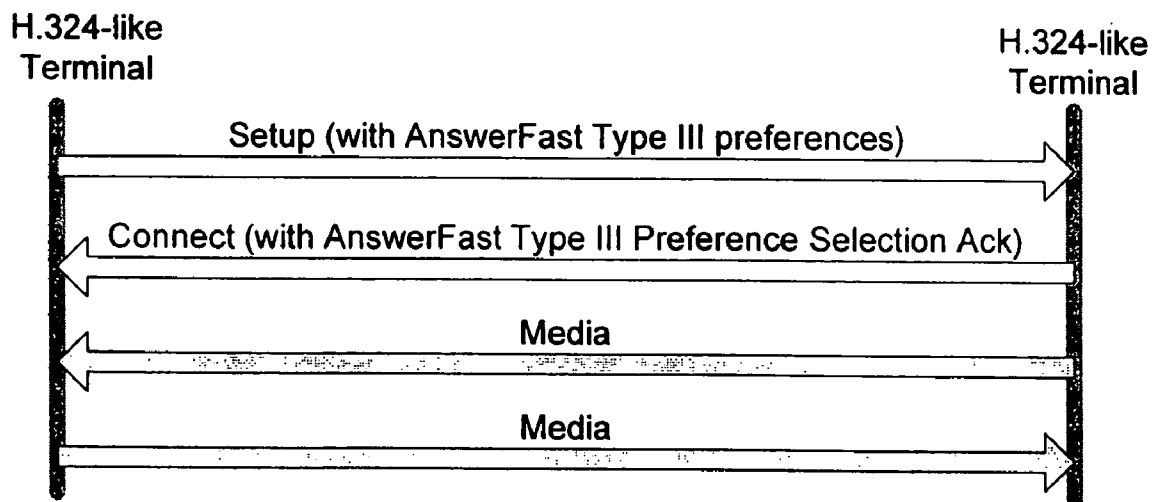 H.324-like
Terminal
H.324-like
Terminal
Setup (with AnswerFast Type III preferences)
Connect (with AnswerFast Type III Preference Selection Ack)
Media
Media